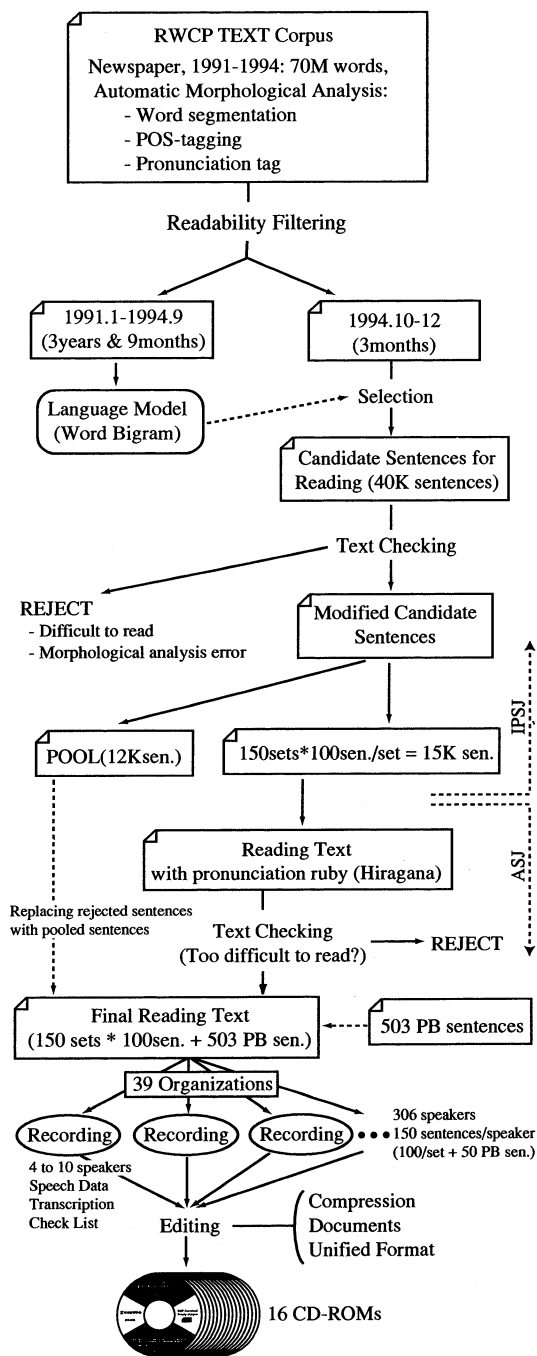 RWCP TEXT Corpus
Newspaper, 1991-1994: 70M words,
Automatic Morphological Analysis:
- Word segmentation
- POS-tagging
- Pronunciation tag
Readability Filtering
1991.1-1994.9
(3years & 9months)
1994.10-12
(3months)
Language Model
(Word Bigram)
Selection
Candidate Sentences for
Reading (40K sentences)
Text Checking
REJECT
- Difficult to read
- Morphological analysis error
Modified Candidate
Sentences
IPSJ
POOL(12Ksen.)
150sets*100sen./set = 15K sen.
ASJ
Reading Text
with pronunciation ruby (Hiragana)
Replacing rejected sentences
with pooled sentences
Text Checking
(Too difficult to read?)
REJECT
Final Reading Text
(150 sets * 100sen. + 503 PB sen.)
503 PB sentences
39 Organizations
Recording
Recording
Recording
306 speakers
150 sentences/speaker
(100/set + 50 PB sen.)
4 to 10 speakers
Speech Data
Transcription
Check List
Editing
Compression
Documents
Unified Format
16 CD-ROMs